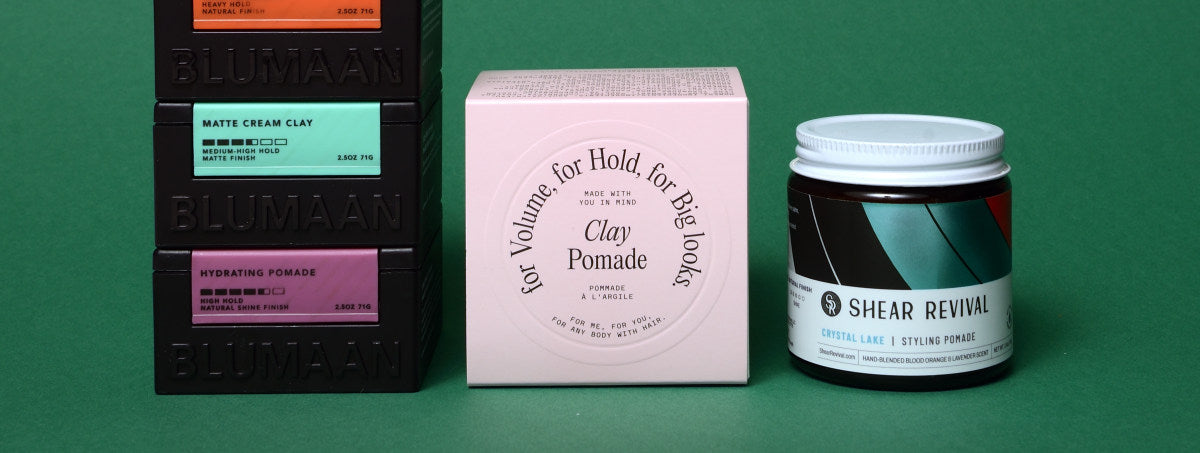 HEAVY HOLD
NATURAL FINISH
2.5OZ 71G
BLUMAAN
MATTE CREAM CLAY
MEDIUM-HIGH HOLD
MATTE FINISH
2.5OZ 71G
BLUMAAN
HYDRATING POMADE
HIGH HOLD
NATURAL SHINE FINISH
2.5OZ 71G
BLUMAAN
for Volume, for Hold, for Big looks.
MADE WITH
YOU IN MIND
Clay
Pomade
POMMADE
À L'ARGILE
FOR ME, FOR YOU,
FOR ANY BODY WITH HAIR.
SR
SHEAR REVIVAL
CRYSTAL LAKE | STYLING POMADE
ShearRevival.com
HAND-BLENDED BLOOD ORANGE & LAVENDER SCENT